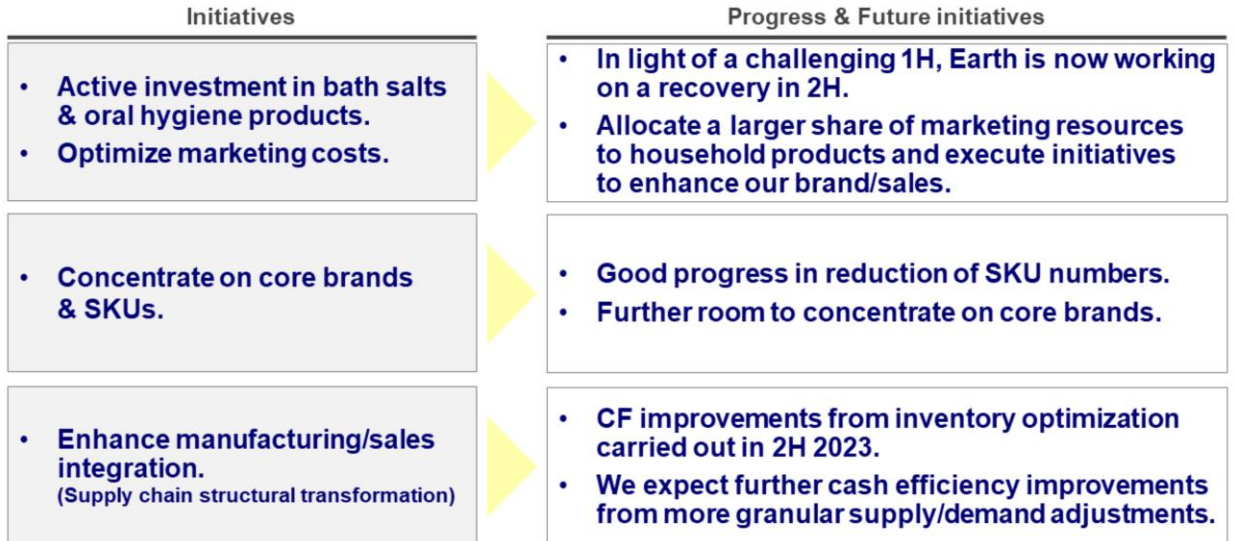 Initiatives
Progress & Future initiatives
• Active investment in bath salts
& oral hygiene products.
• Optimize marketing costs.
• In light of a challenging 1H, Earth is now working
on a recovery in 2H.
• Allocate a larger share of marketing resources
to household products and execute initiatives
to enhance our brand/sales.
• Concentrate on core brands
& SKUs.
• Good progress in reduction of SKU numbers.
• Further room to concentrate on core brands.
• Enhance manufacturing/sales
integration.
(Supply chain structural transformation)
• CF improvements from inventory optimization
carried out in 2H 2023.
• We expect further cash efficiency improvements
from more granular supply/demand adjustments.